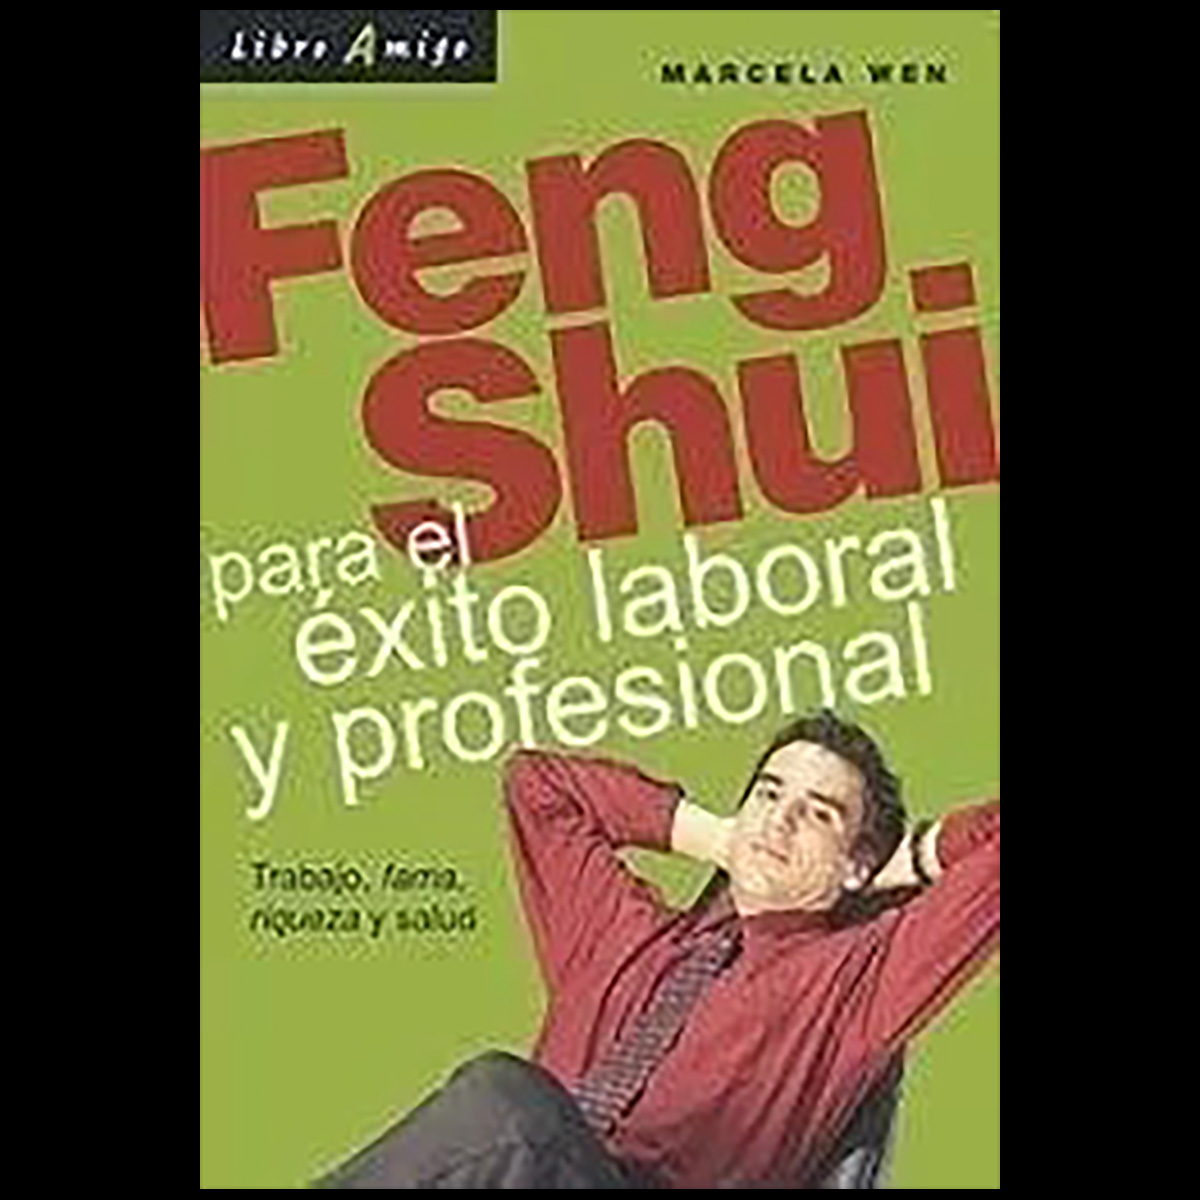 Libro Amigo
MARCELA WEN
Feng
Shui
para el
éxito laboral
y profesional
Trabajo, fama,
riqueza y salud